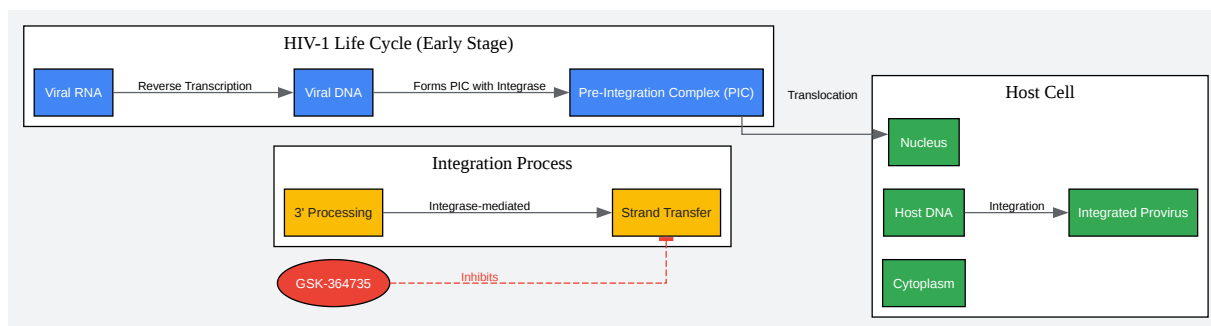 HIV-1 Life Cycle (Early Stage)
Viral RNA
Reverse Transcription
Viral DNA
Forms PIC with Integrase
Pre-Integration Complex (PIC)
Translocation
Host Cell
Nucleus
Integration Process
3' Processing
Integrase-mediated
Strand Transfer
Host DNA
Integration
Integrated Provirus
GSK-364735
Inhibits
Cytoplasm